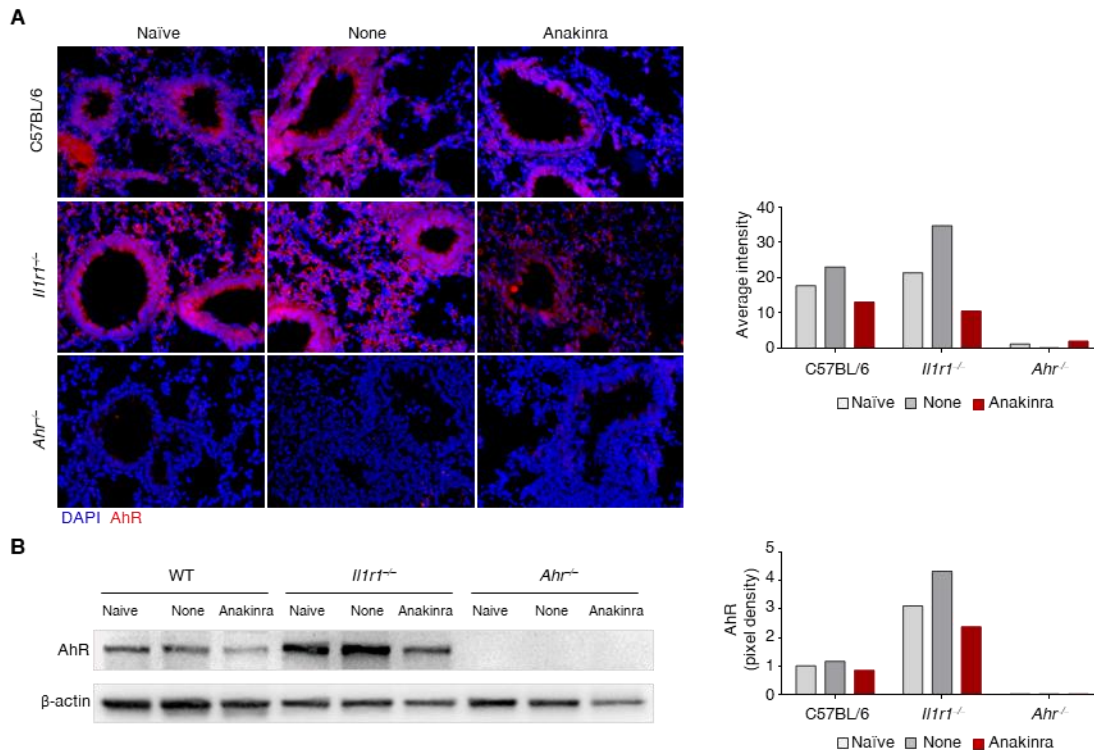 A
Naïve None Anakinra
C57BL/6
Il1r1⁻/⁻
Ahr⁻/⁻
DAPI AhR
Average intensity
40
30
20
10
0
C57BL/6 Il1r1⁻/⁻ Ahr⁻/⁻
Naïve None Anakinra
B
WT Il1r1⁻/⁻ Ahr⁻/⁻
Naive None Anakinra Naive None Anakinra Naive None Anakinra
AhR
β-actin
AhR
(pixel density)
5
4
3
2
1
0
C57BL/6 Il1r1⁻/⁻ Ahr⁻/⁻
Naïve None Anakinra